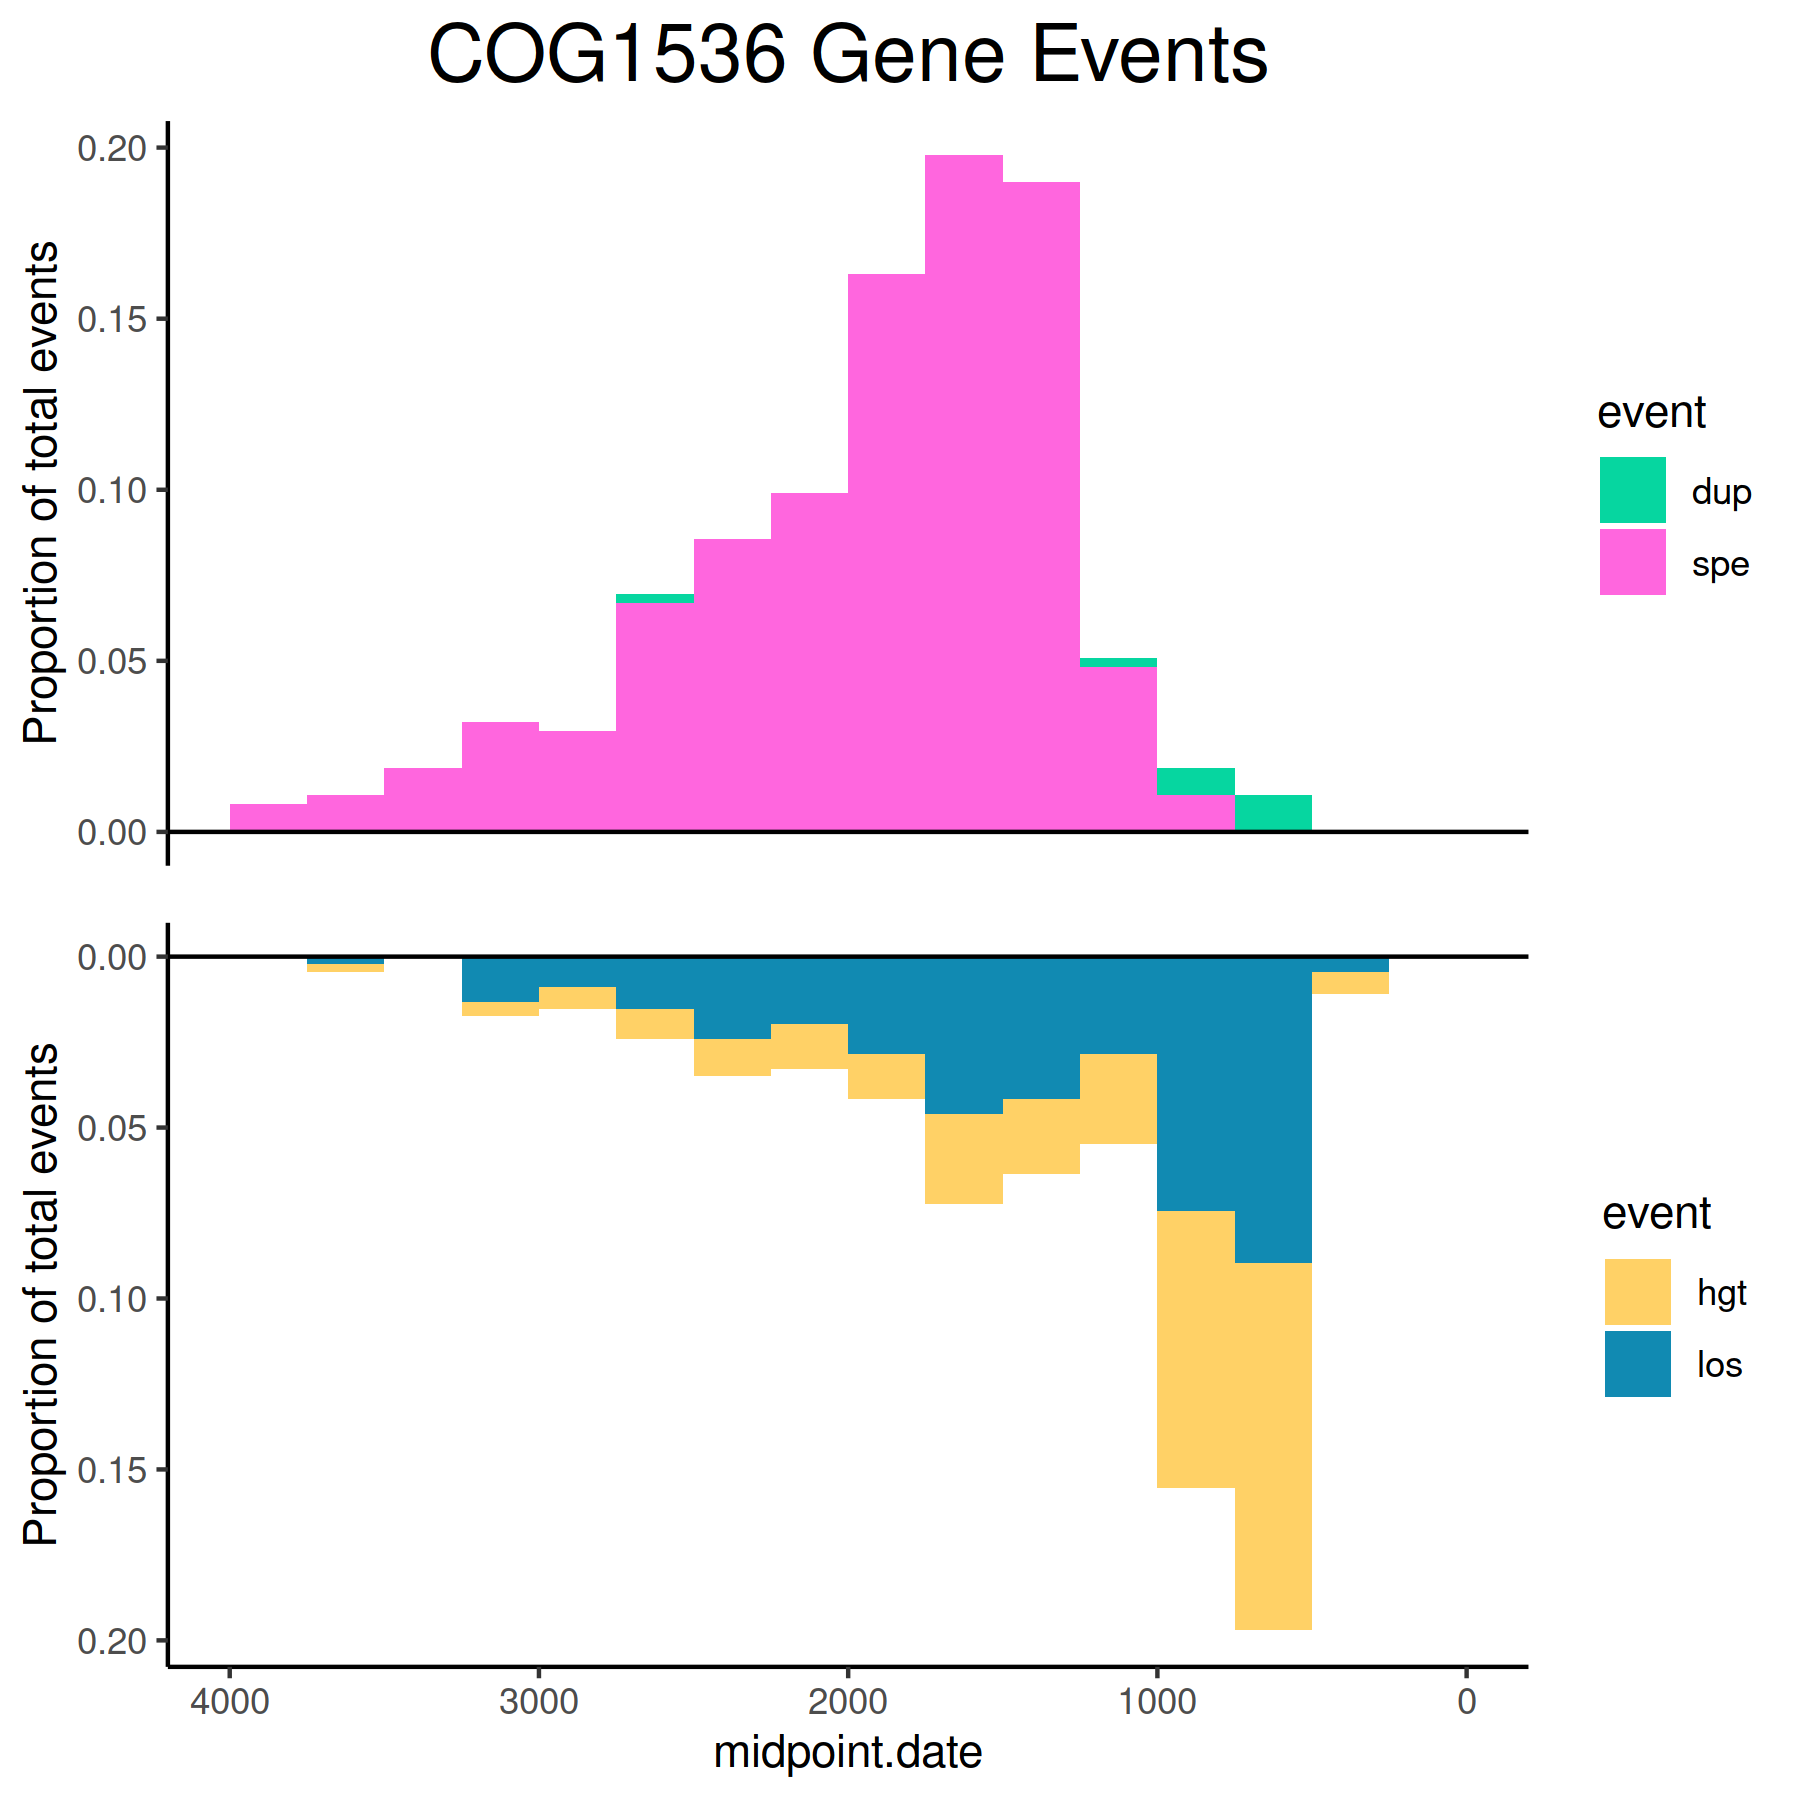 COG1536 Gene Events
Proportion of total events
0.20
0.15
0.10
0.05
0.00
event
dup
spe
Proportion of total events
0.00
0.05
0.10
0.15
0.20
event
hgt
los
4000 3000 2000 1000 0
midpoint.date